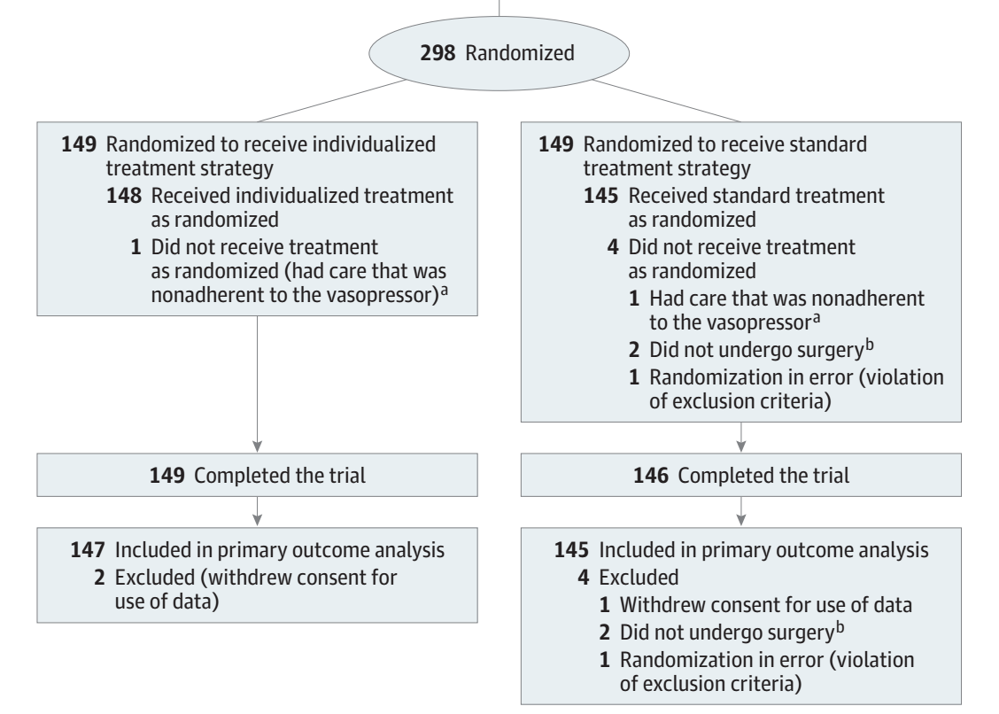 298 Randomized
149 Randomized to receive individualized
treatment strategy
148 Received individualized treatment
as randomized
1 Did not receive treatment
as randomized (had care that was
nonadherent to the vasopressor)a
149 Randomized to receive standard
treatment strategy
145 Received standard treatment
as randomized
4 Did not receive treatment
as randomized
1 Had care that was nonadherent
to the vasopressora
2 Did not undergo surgeryb
1 Randomization in error (violation
of exclusion criteria)
149 Completed the trial
146 Completed the trial
147 Included in primary outcome analysis
2 Excluded (withdrew consent for
use of data)
145 Included in primary outcome analysis
4 Excluded
1 Withdrew consent for use of data
2 Did not undergo surgeryb
1 Randomization in error (violation
of exclusion criteria)